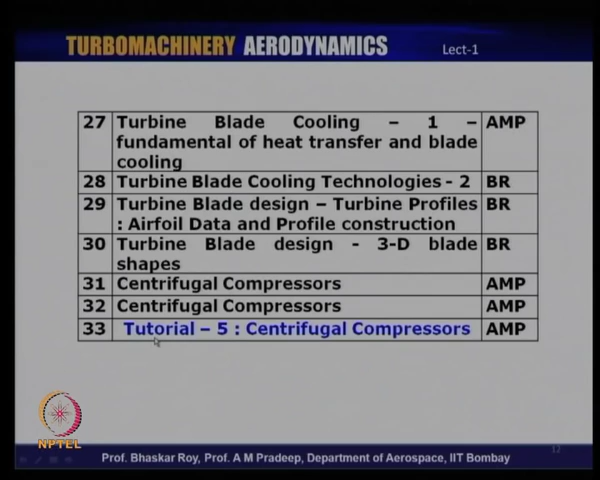 TURBOMACHINERY AERODYNAMICS Lect-1
27 Turbine Blade Cooling – 1 – AMP
fundamental of heat transfer and blade
cooling
28 Turbine Blade Cooling Technologies - 2 BR
29 Turbine Blade design – Turbine Profiles BR
: Airfoil Data and Profile construction
30 Turbine Blade design - 3-D blade BR
shapes
31 Centrifugal Compressors AMP
32 Centrifugal Compressors AMP
33 Tutorial – 5 : Centrifugal Compressors AMP
NPTEL
12
Prof. Bhaskar Roy, Prof. A M Pradeep, Department of Aerospace, IIT Bombay